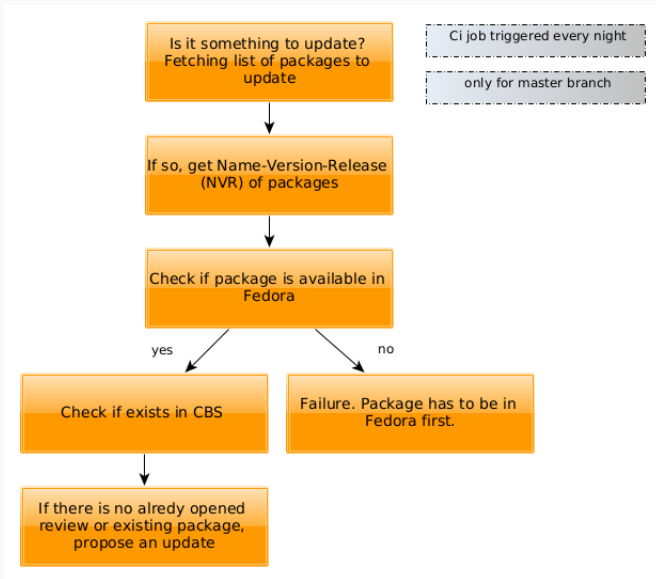 Is it something to update?
Fetching list of packages to
update
Ci job triggered every night
only for master branch
If so, get Name-Version-Release
(NVR) of packages
Check if package is available in
Fedora
yes
no
Check if exists in CBS
Failure. Package has to be in
Fedora first.
If there is no alredy opened
review or existing package,
propose an update